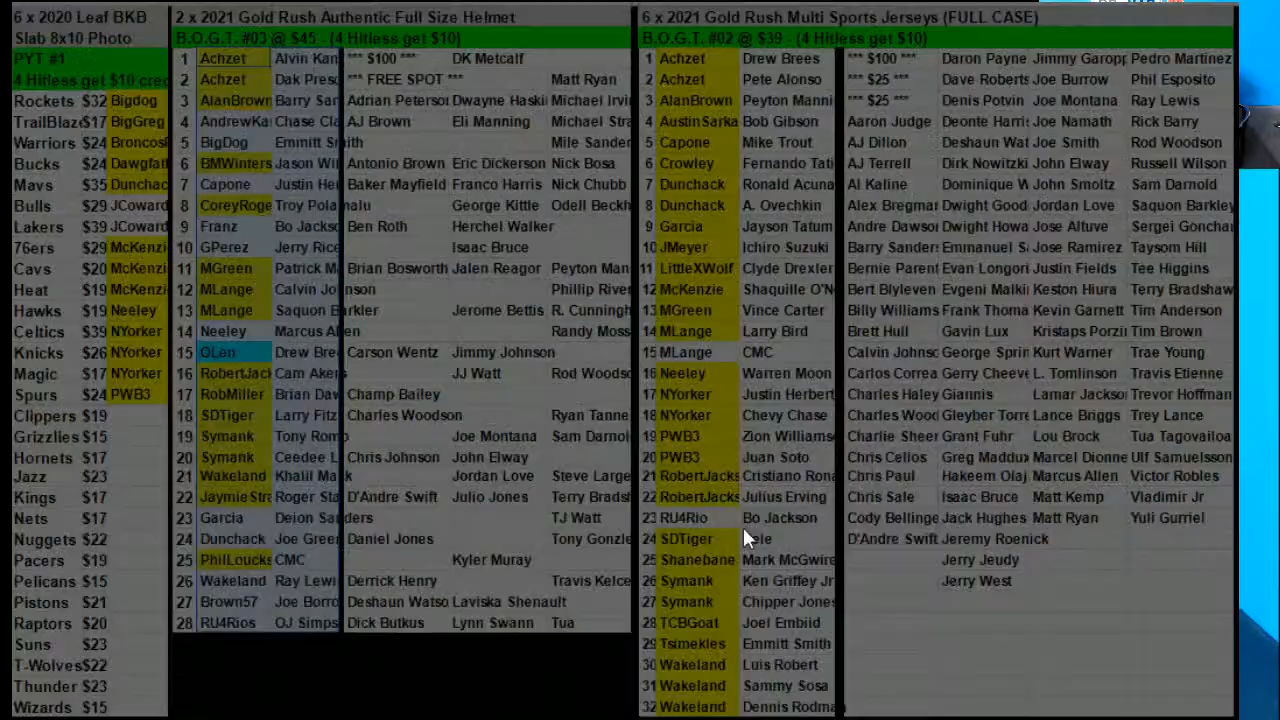 6 x 2020 Leaf BKB
Slab 8x10 Photo
PYT #1
4 Hitless get $10 cred
Rockets $32 Bigdog
TrailBlaze $17 BigGreg
Warriors $24 Broncos
Bucks $24 Dawgfat
Mavs $35 Dunchac
Bulls $29 JCoward
Lakers $39 JCoward
76ers $29 McKenzi
Cavs $20 McKenzi
Heat $19 McKenzi
Hawks $19 Neeley
Celtics $39 NYorker
Knicks $26 NYorker
Magic $17 NYorker
Spurs $24 PWB3
Clippers $19
Grizzlies $15
Hornets $17
Jazz $23
Kings $17
Nets $17
Nuggets $22
Pacers $19
Pelicans $15
Pistons $21
Raptors $20
Suns $23
T-Wolves $22
Thunder $23
Wizards $15
2 x 2021 Gold Rush Authentic Full Size Helmet
B.O.G.T. #03 @ $45 - (4 Hitless get $10)
1 Achzet Alvin Kan *** $100 *** DK Metcalf
2 Achzet Dak Presc *** FREE SPOT *** Matt Ryan
3 AlanBrown Barry San Adrian Peterson Dwayne Haski Michael Irvi
4 AndrewKa Chase Cla AJ Brown Eli Manning Michael Stra
5 BigDog Emmitt Smith Mile Sander
6 BMWinters Jason Wi Antonio Brown Eric Dickerson Nick Bosa
7 Capone Justin He Baker Mayfield Franco Harris Nick Chubb
8 CoreyRoge Troy Polamalu George Kittle Odell Beckh
9 Franz Bo Jackso Ben Roth Herchel Walker
10 GPerez Jerry Rice Isaac Bruce
11 MGreen Patrick M Brian Bosworth Jalen Reagor Peyton Man
12 MLange Calvin Johnson Phillip River
13 MLange Saquon Barkler Jerome Bettis R. Cunningh
14 Neeley Marcus Allen Randy Moss
15 OLen Drew Bre Carson Wentz Jimmy Johnson
16 RobertJack Cam Akers JJ Watt Rod Woods
17 RobMiller Brian Daw Champ Bailey
18 SDTiger Larry Fitz Charles Woodson Ryan Tanne
19 Symank Tony Romo Joe Montana Sam Darnol
20 Symank Ceedee L Chris Johnson John Elway
21 Wakeland Khalil Mack Jordan Love Steve Large
22 JaymieStra Roger Sta D'Andre Swift Julio Jones Terry Bradsh
23 Garcia Deion Sanders TJ Watt
24 Dunchack Joe Gree Daniel Jones Tony Gonzle
25 PhilLoucks CMC Kyler Muray
26 Wakeland Ray Lewi Derrick Henry Travis Kelce
27 Brown57 Joe Borro Deshaun Watso Laviska Shenault
28 RU4Rios OJ Simps Dick Butkus Lynn Swann Tua
6 x 2021 Gold Rush Multi Sports Jerseys (FULL CASE)
B.O.G.T. #02 @ $39 - (4 Hitless get $10)
1 Achzet Drew Brees *** $100 *** Daron Payne Jimmy Garopp Pedro Martinez
2 Achzet Pete Alonso *** $25 *** Dave Roberts Joe Burrow Phil Esposito
3 AlanBrown Peyton Manni *** $25 *** Denis Potvin Joe Montana Ray Lewis
4 AustinSarka Bob Gibson Aaron Judge Deonte Harris Joe Namath Rick Barry
5 Capone Mike Trout AJ Dillon Deshaun Wat Joe Smith Rod Woodson
6 Crowley Fernando Tati AJ Terrell Dirk Nowitzki John Elway Russell Wilson
7 Dunchack Ronald Acuna Al Kaline Dominique W John Smoltz Sam Darnold
8 Dunchack A. Ovechkin Alex Bregman Dwight Good Jordan Love Saquon Barkley
9 Garcia Jayson Tatum Andre Dawson Dwight Howa Jose Altuve Sergei Gonchar
10 JMeyer Ichiro Suzuki Barry Sanders Emmanuel S Jose Ramirez Taysom Hill
11 LittleXWolf Clyde Drexler Bernie Parent Evan Longori Justin Fields Tee Higgins
12 McKenzie Shaquille O'N Bert Blyleven Evgeni Malkin Keston Hiura Terry Bradshaw
13 MGreen Vince Carter Billy Williams Frank Thoma Kevin Garnett Tim Anderson
14 MLange Larry Bird Brett Hull Gavin Lux Kristaps Porzin Tim Brown
15 MLange CMC Calvin Johnso George Sprin Kurt Warner Trae Young
16 Neeley Warren Moon Carlos Correa Gerry Cheeve L. Tomlinson Travis Etienne
17 NYorker Justin Herbert Charles Haley Giannis Lamar Jackson Trevor Hoffman
18 NYorker Chevy Chase Charles Wood Gleyber Torre Lance Briggs Trey Lance
19 PWB3 Zion Williams Charlie Sheen Grant Fuhr Lou Brock Tua Tagovailoa
20 PWB3 Juan Soto Chris Celios Greg Maddux Marcel Dionne Ulf Samuelsson
21 RobertJacks Cristiano Rona Chris Paul Hakeem Olaj Marcus Allen Victor Robles
22 RobertJacks Julius Erving Chris Sale Isaac Bruce Matt Kemp Vladimir Jr
23 RU4Rio Bo Jackson Cody Bellinge Jack Hughes Matt Ryan Yuli Gurriel
24 SDTiger ele D'Andre Swift Jeremy Roenick
25 Shanebane Mark McGwire Jerry Jeudy
26 Symank Ken Griffey Jr Jerry West
27 Symank Chipper Jones
28 TCBGoat Joel Embiid
29 Tsimekles Emmitt Smith
30 Wakeland Luis Robert
31 Wakeland Sammy Sosa
32 Wakeland Dennis Rodma